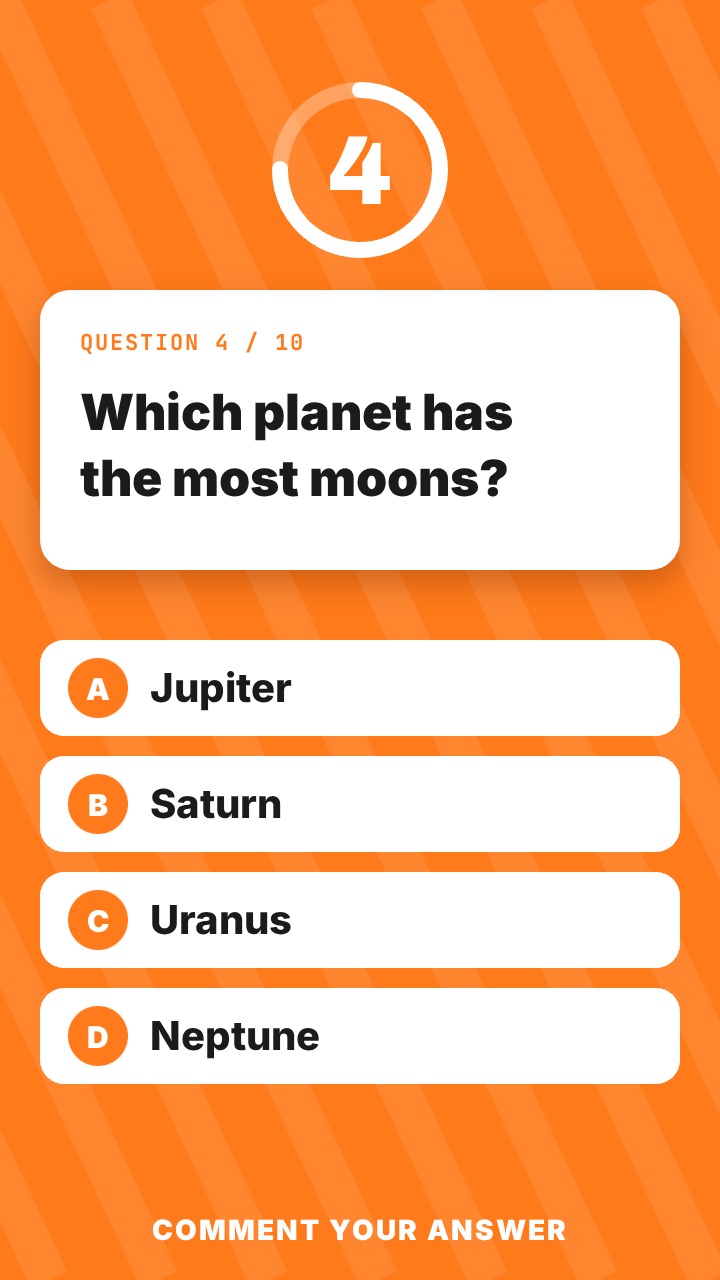 4
QUESTION 4 / 10
Which planet has
the most moons?
A Jupiter
B Saturn
C Uranus
D Neptune
COMMENT YOUR ANSWER